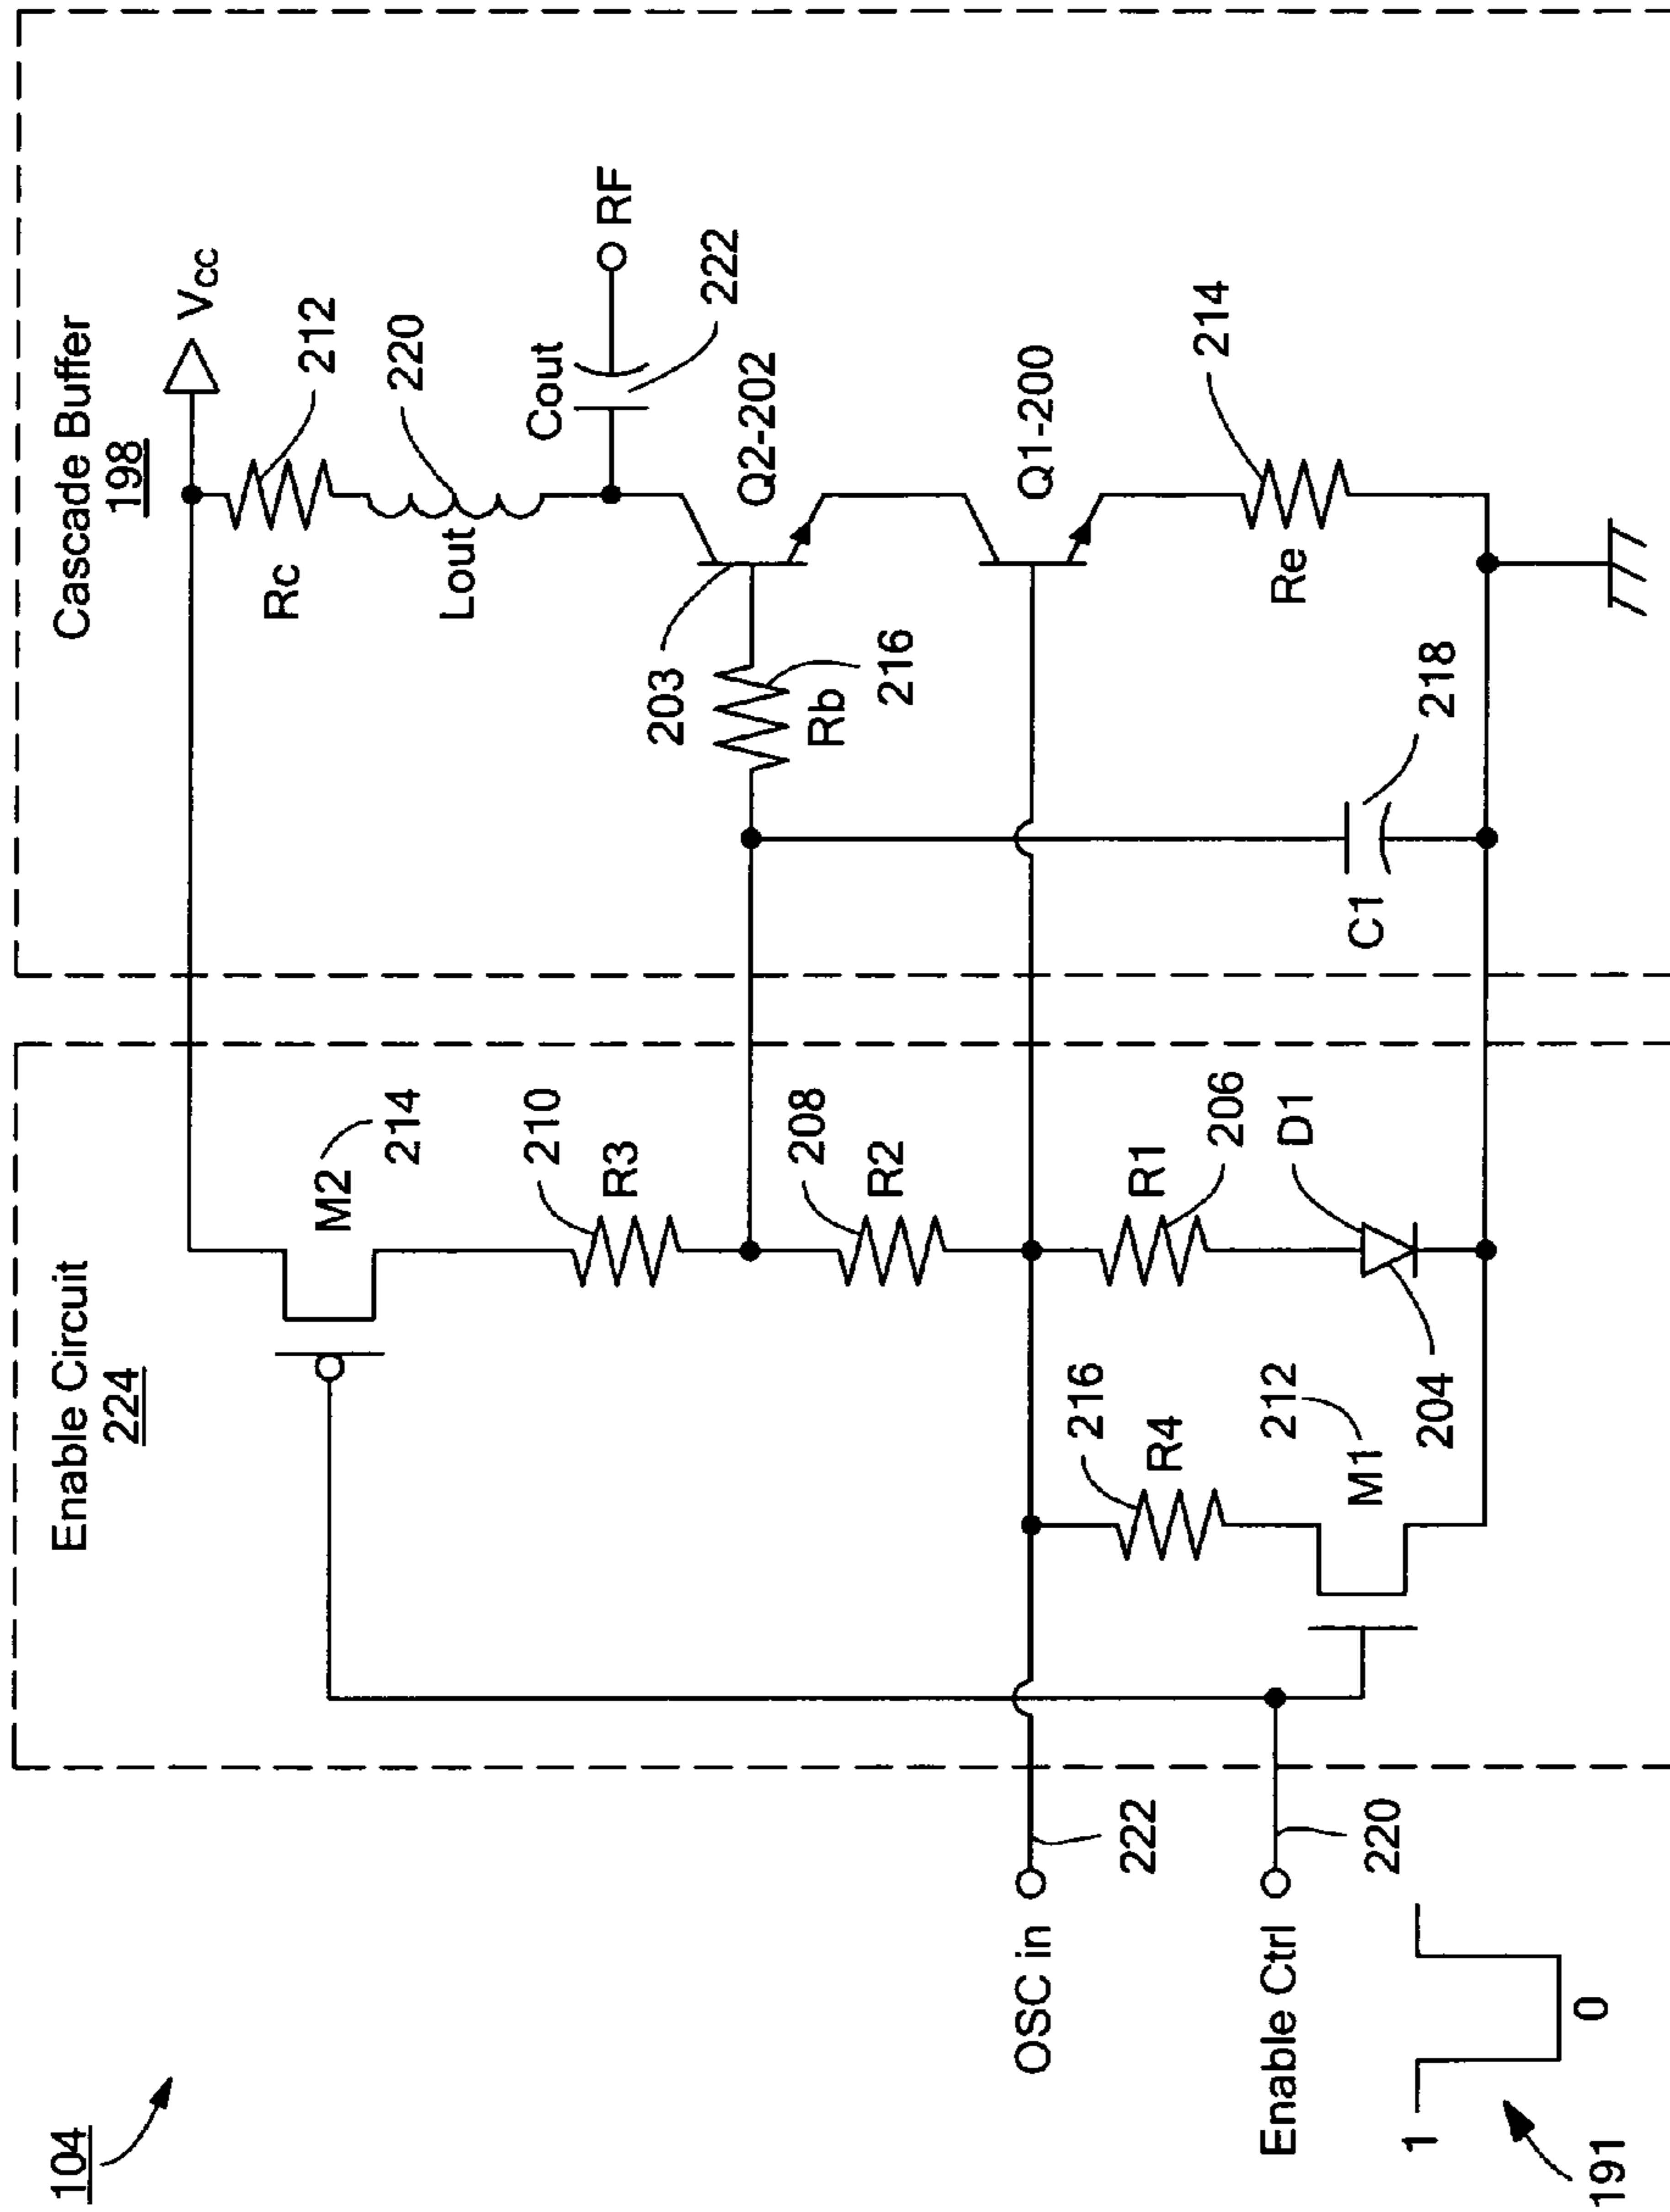 104
Enable Circuit
224
Cascade Buffer
198
Vcc
M2
214
Rc
212
210
R3
Lout
220
Cout
RF
222
208
R2
203
Q2-202
Rb
216
OSC in
222
216
R4
R1
206
Q1-200
Enable Ctrl
220
212
M1
D1
204
C1
218
Re
214
1
0
191